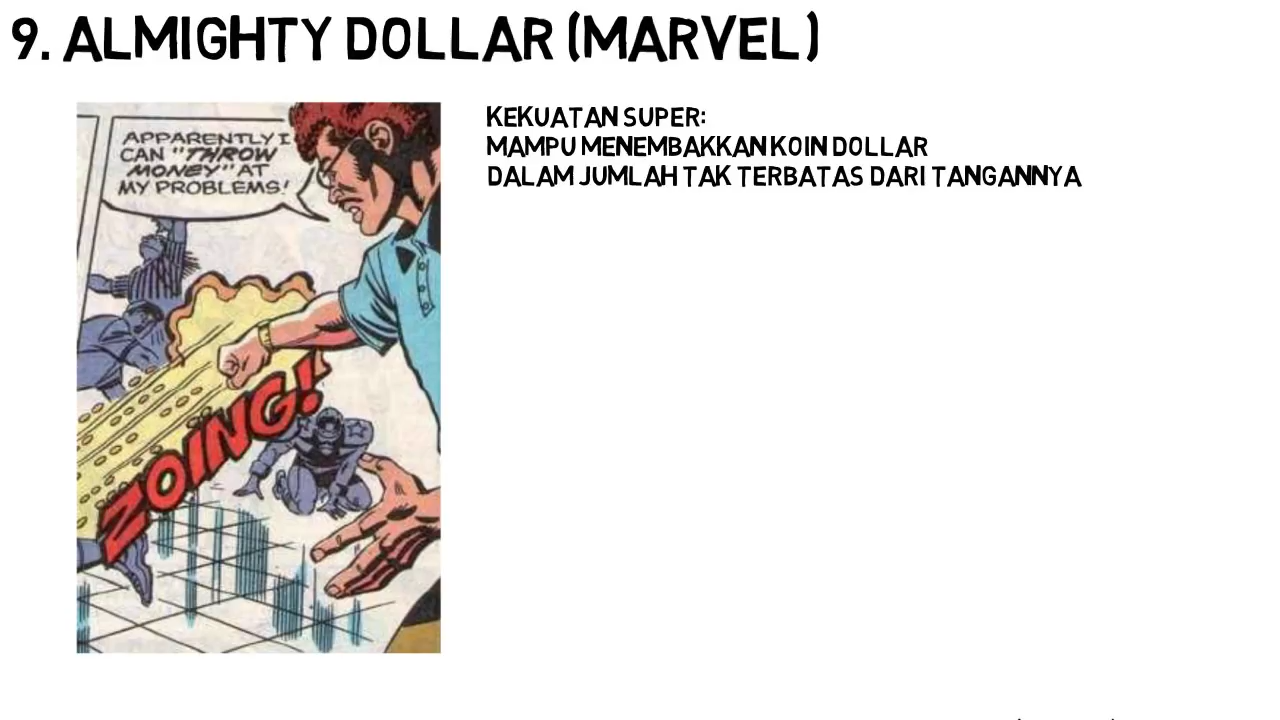 9. ALMIGHTY DOLLAR (MARVEL)
APPARENTLY I
CAN "THROW
MONEY" AT
MY PROBLEMS!
ZOING!
KEKUATAN SUPER:
MAMPU MENEMBAKKAN KOIN DOLLAR
DALAM JUMLAH TAK TERBATAS DARI TANGANNYA